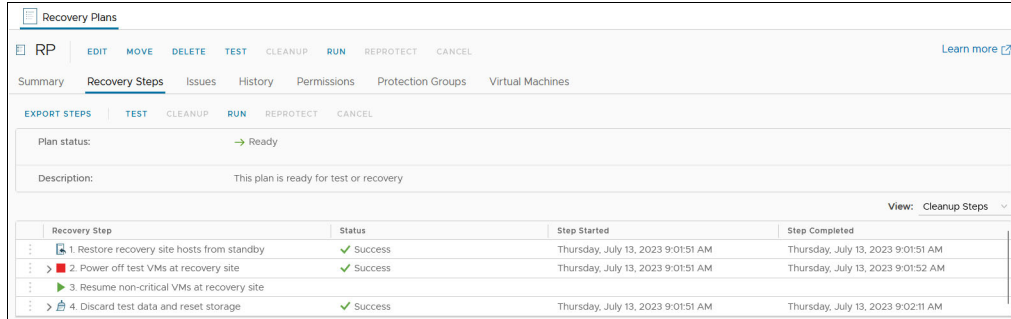 Recovery Plans
RP EDIT MOVE DELETE TEST CLEANUP RUN REPROTECT CANCEL Learn more
Summary Recovery Steps Issues History Permissions Protection Groups Virtual Machines
EXPORT STEPS TEST CLEANUP RUN REPROTECT CANCEL
Plan status: Ready
Description: This plan is ready for test or recovery
View: Cleanup Steps
Recovery Step Status Step Started Step Completed
1. Restore recovery site hosts from standby Success Thursday, July 13, 2023 9:01:51 AM Thursday, July 13, 2023 9:01:51 AM
2. Power off test VMs at recovery site Success Thursday, July 13, 2023 9:01:51 AM Thursday, July 13, 2023 9:01:52 AM
3. Resume non-critical VMs at recovery site
4. Discard test data and reset storage Success Thursday, July 13, 2023 9:01:51 AM Thursday, July 13, 2023 9:02:11 AM